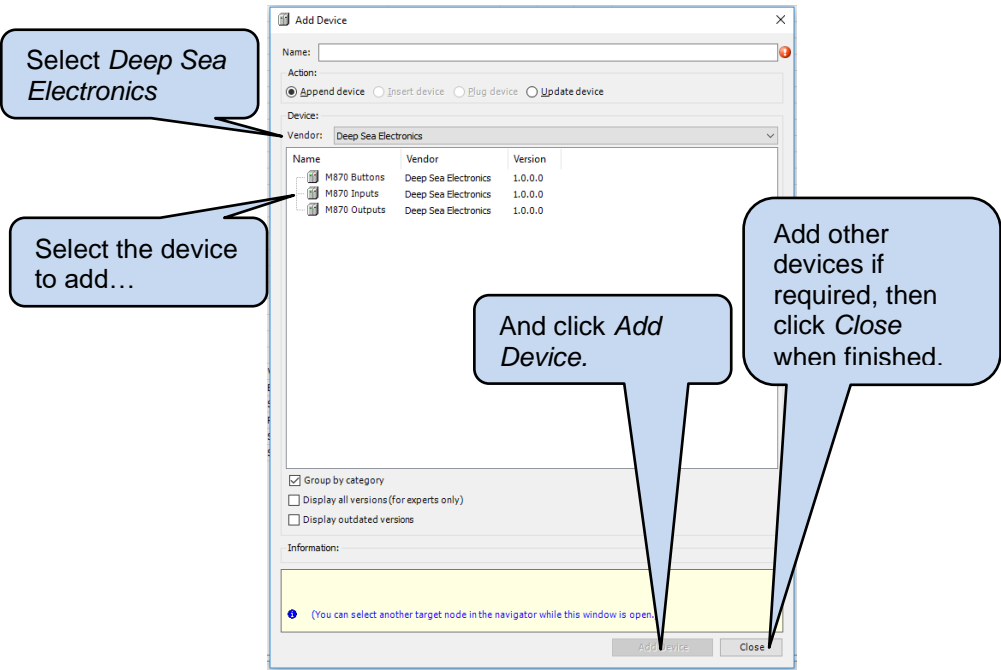 Add Device
Name:
Action:
Append device
Insert device
Plug device
Update device
Device:
Vendor:
Deep Sea Electronics
Name Vendor Version
M870 Buttons Deep Sea Electronics 1.0.0.0
M870 Inputs Deep Sea Electronics 1.0.0.0
M870 Outputs Deep Sea Electronics 1.0.0.0
Group by category
Display all versions (for experts only)
Display outdated versions
Information:
(You can select another target node in the navigator while this window is open.
Add Device
Close
Select Deep Sea
Electronics
Select the device
to add…
And click Add
Device.
Add other
devices if
required, then
click Close
when finished.